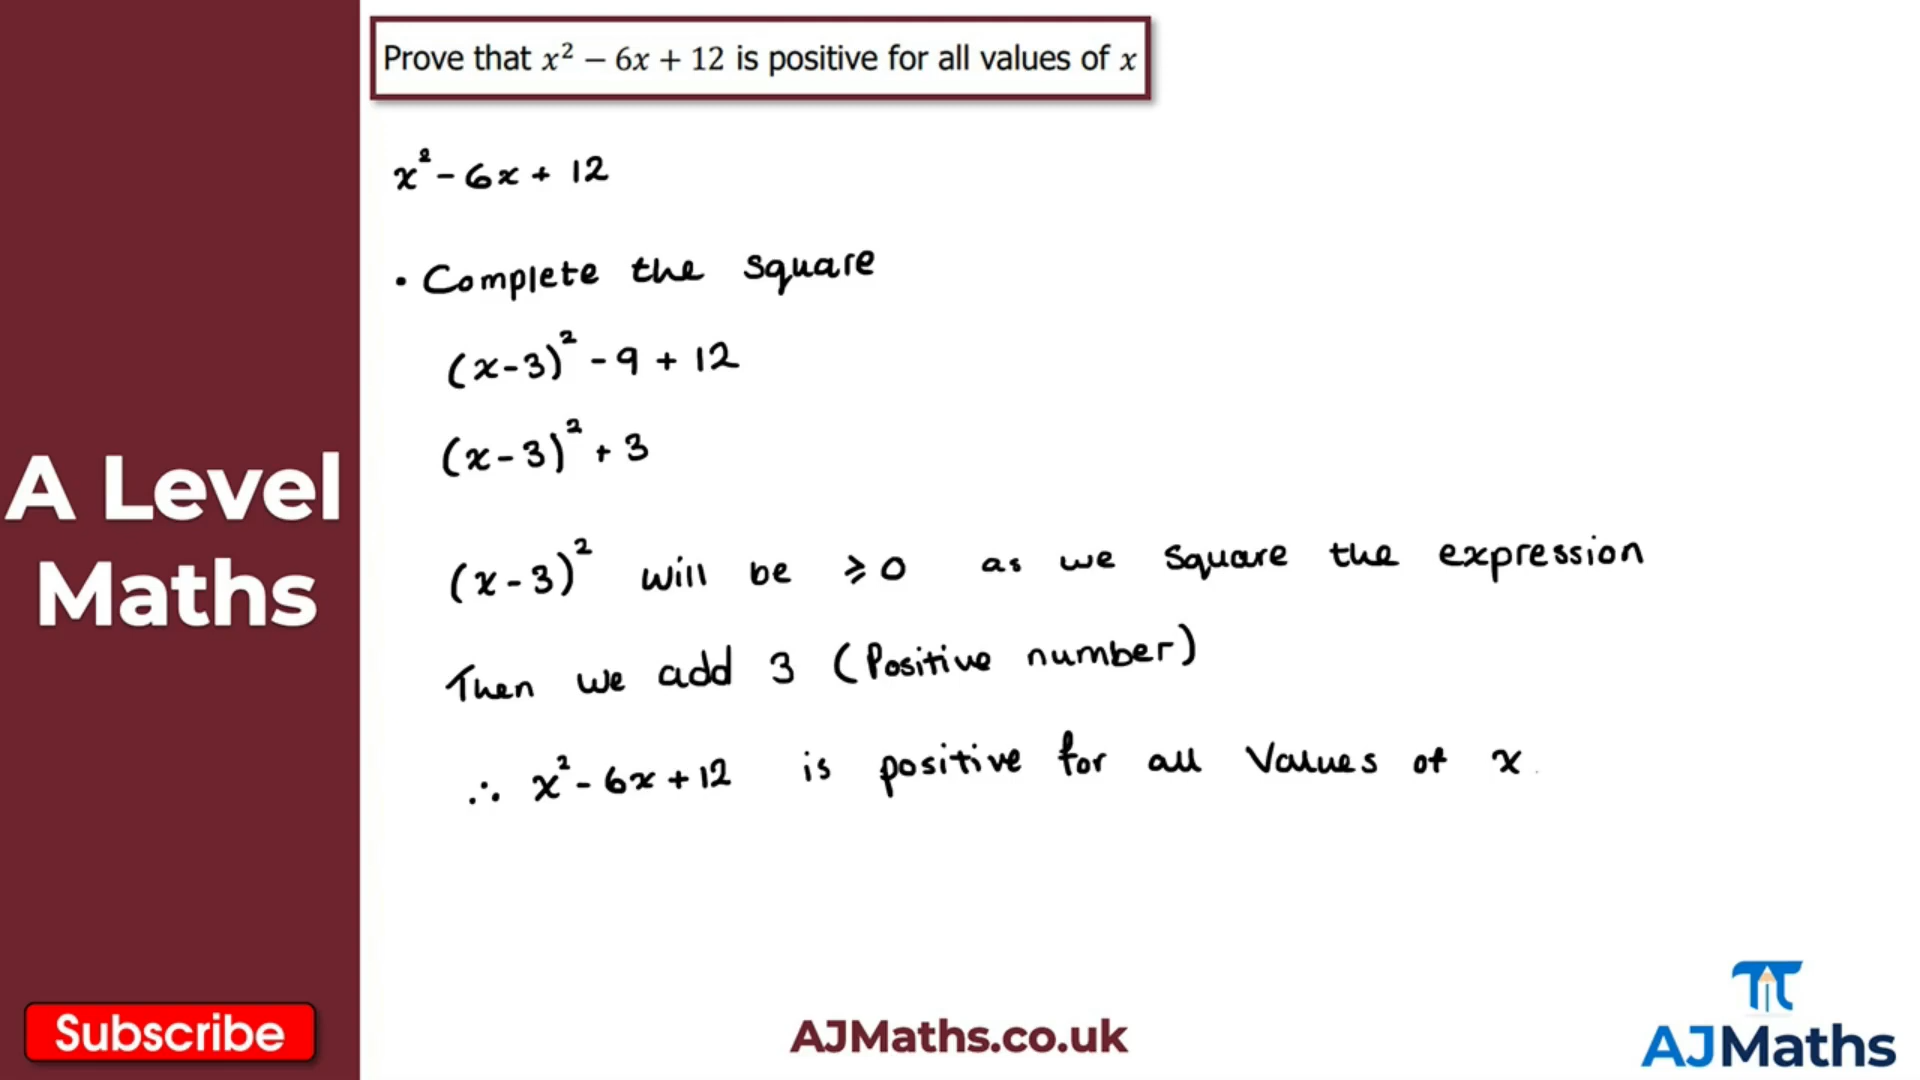 Prove that x² − 6x + 12 is positive for all values of x
x² - 6x + 12
• Complete the square
(x-3)² - 9 + 12
(x-3)² + 3
(x-3)² will be ⩾ 0 as we square the expression
Then we add 3 (Positive number)
∴ x² - 6x + 12 is positive for all values of x
A Level
Maths
Subscribe
AJMaths.co.uk
AJMaths